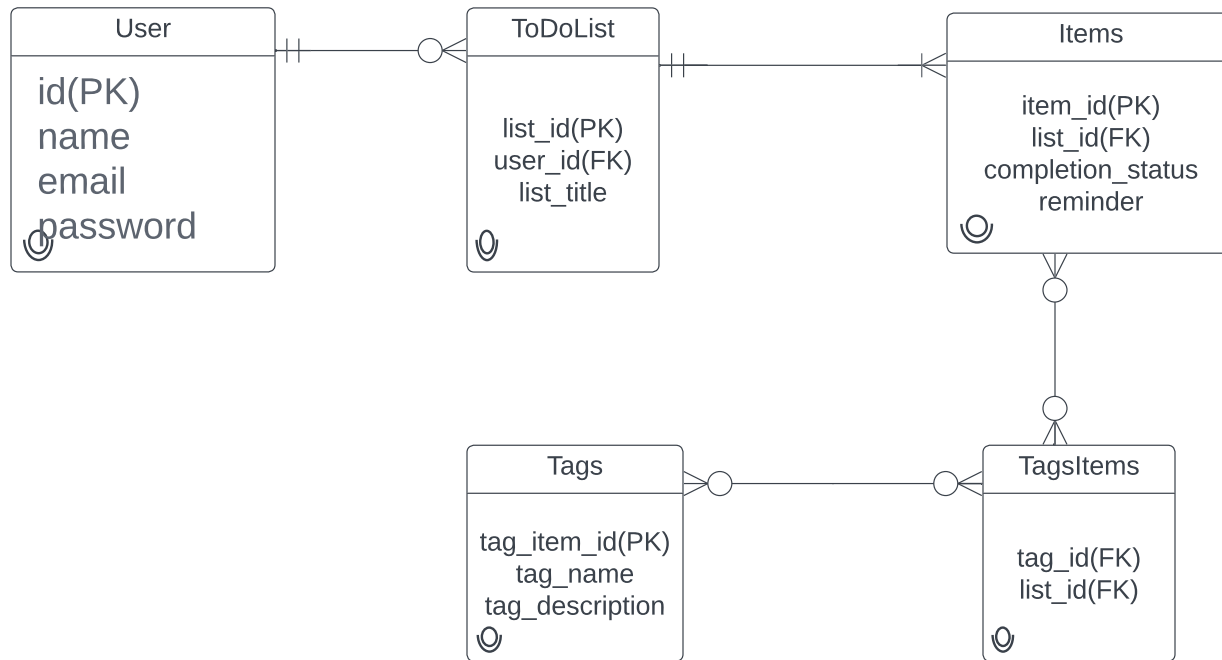 User
id(PK)
name
email
password
ToDoList
list_id(PK)
user_id(FK)
list_title
Items
item_id(PK)
list_id(FK)
completion_status
reminder
Tags
tag_item_id(PK)
tag_name
tag_description
TagsItems
tag_id(FK)
list_id(FK)